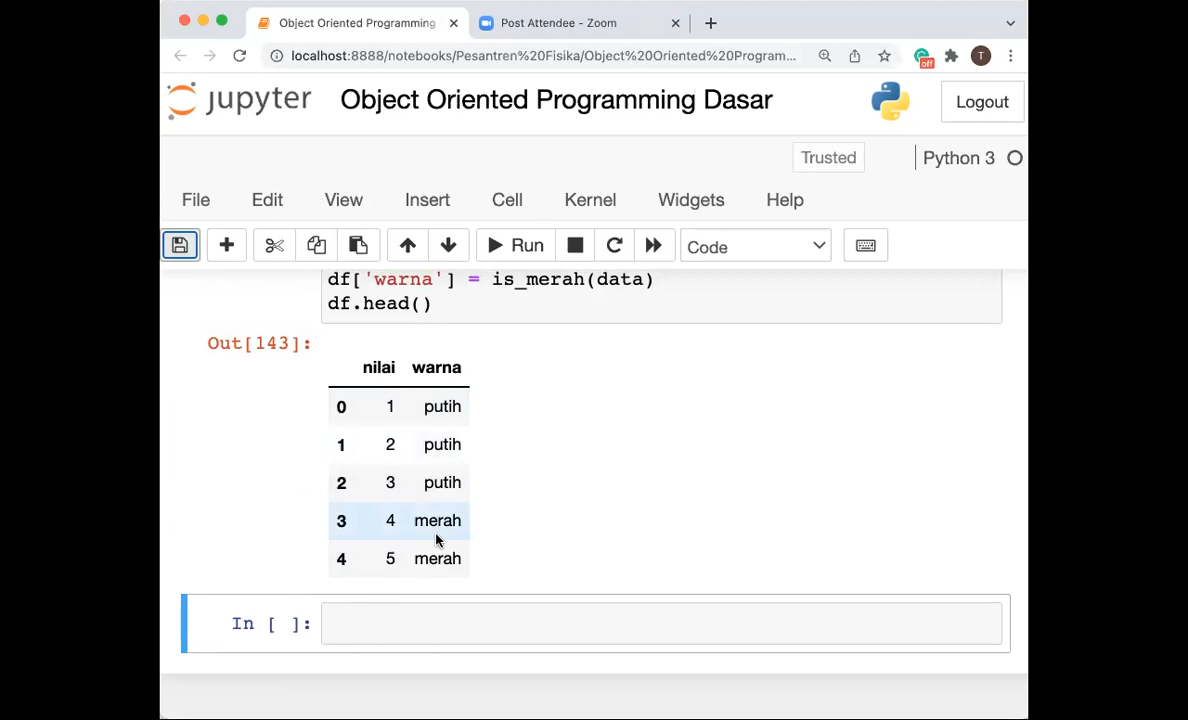 Object Oriented Programming
Post Attendee - Zoom
localhost:8888/notebooks/Pesantren%20Fisika/Object%20Oriented%20Program...
off
T
jupyter
Object Oriented Programming Dasar
Logout
Trusted
Python 3
File Edit View Insert Cell Kernel Widgets Help
Run
Code
df['warna'] = is_merah(data)
df.head()
Out[143]:
nilai warna
0 1 putih
1 2 putih
2 3 putih
3 4 merah
4 5 merah
In [ ]: